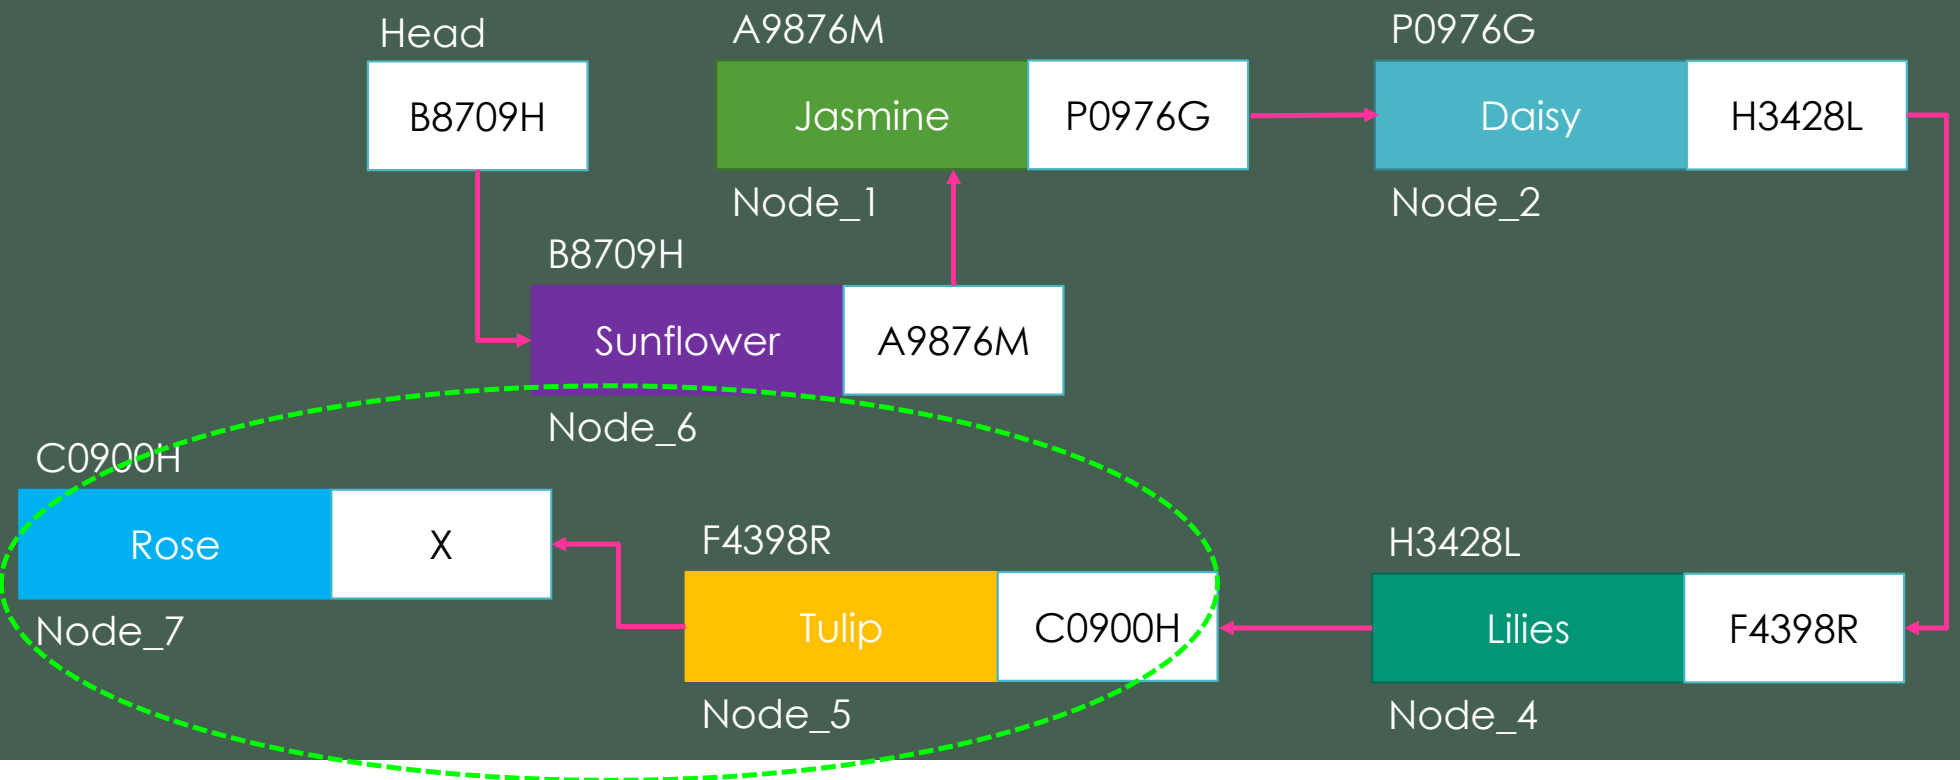 Head
B8709H
A9876M
Jasmine
P0976G
Node_1
P0976G
Daisy
H3428L
Node_2
B8709H
Sunflower
A9876M
Node_6
C0900H
Rose
X
Node_7
F4398R
Tulip
C0900H
Node_5
H3428L
Lilies
F4398R
Node_4